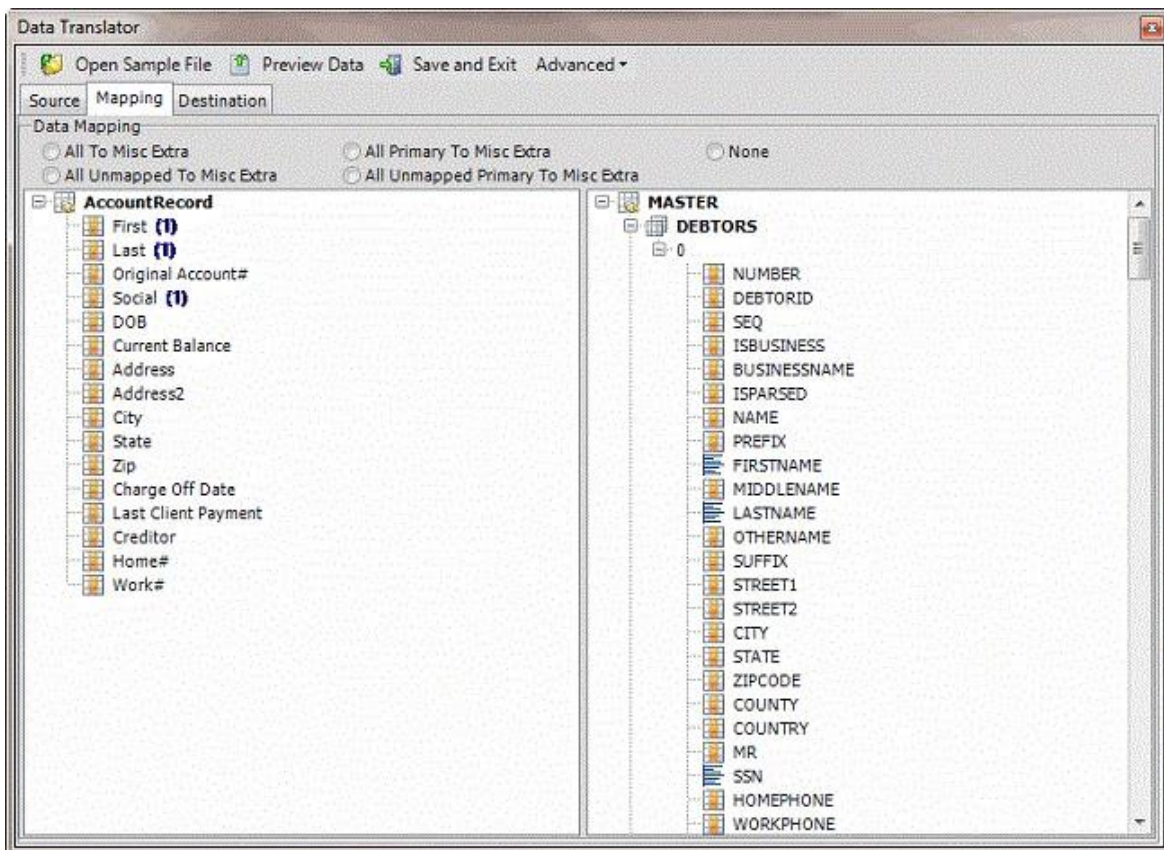 Data Translator
Open Sample File Preview Data Save and Exit Advanced
Source Mapping Destination
Data Mapping
All To Misc Extra All Primary To Misc Extra None
All Unmapped To Misc Extra All Unmapped Primary To Misc Extra
AccountRecord
First (1)
Last (1)
Original Account#
Social (1)
DOB
Current Balance
Address
Address2
City
State
Zip
Charge Off Date
Last Client Payment
Creditor
Home#
Work#
MASTER
DEBTORS
0
NUMBER
DEBTORID
SEQ
ISBUSINESS
BUSINESSNAME
ISPARSED
NAME
PREFIX
FIRSTNAME
MIDDLENAME
LASTNAME
OTHERNAME
SUFFIX
STREET1
STREET2
CITY
STATE
ZIPCODE
COUNTY
COUNTRY
MR
SSN
HOMEPHONE
WORKPHONE